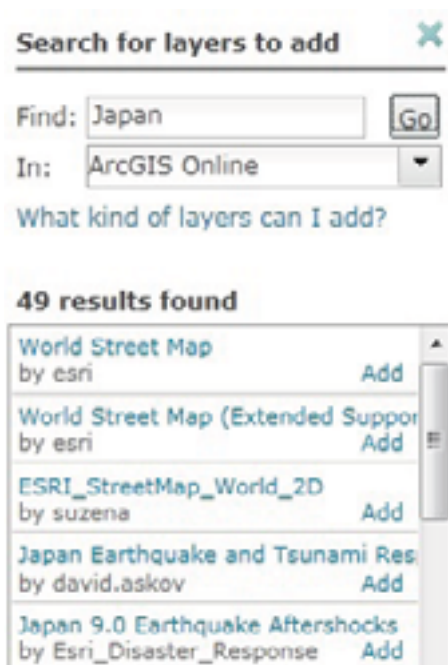 Search for layers to add
Find: Japan Go
In: ArcGIS Online
What kind of layers can I add?
49 results found
World Street Map
by esri Add
World Street Map (Extended Suppor
by esri Add
ESRI_StreetMap_World_2D
by suzena Add
Japan Earthquake and Tsunami Res
by david.askov Add
Japan 9.0 Earthquake Aftershocks
by Esri_Disaster_Response Add